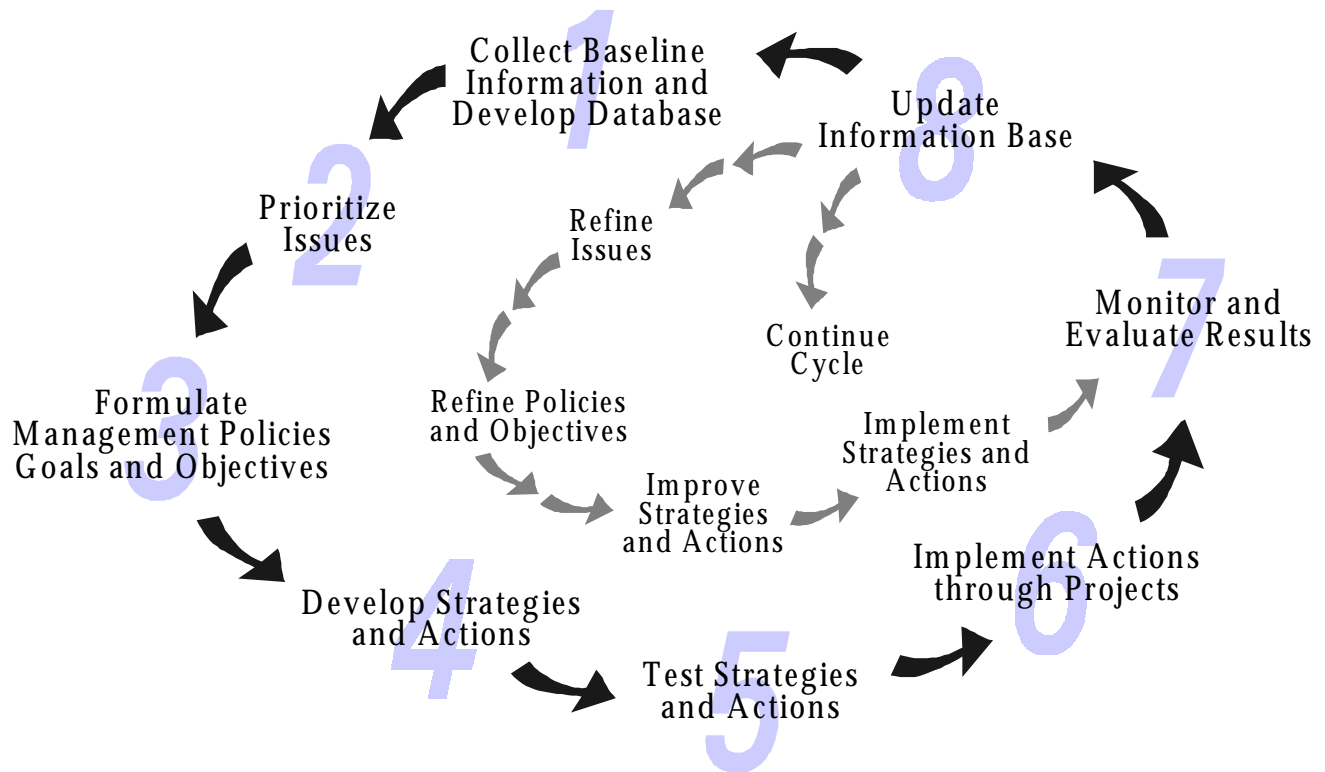 1
Collect Baseline
Information and
Develop Database
2
Prioritize
Issues
3
Formulate
Management Policies
Goals and Objectives
4
Develop Strategies
and Actions
5
Test Strategies
and Actions
6
Implement Actions
through Projects
7
Monitor and
Evaluate Results
8
Update
Information Base
Refine
Issues
Refine Policies
and Objectives
Improve
Strategies
and Actions
Implement
Strategies and
Actions
Continue
Cycle